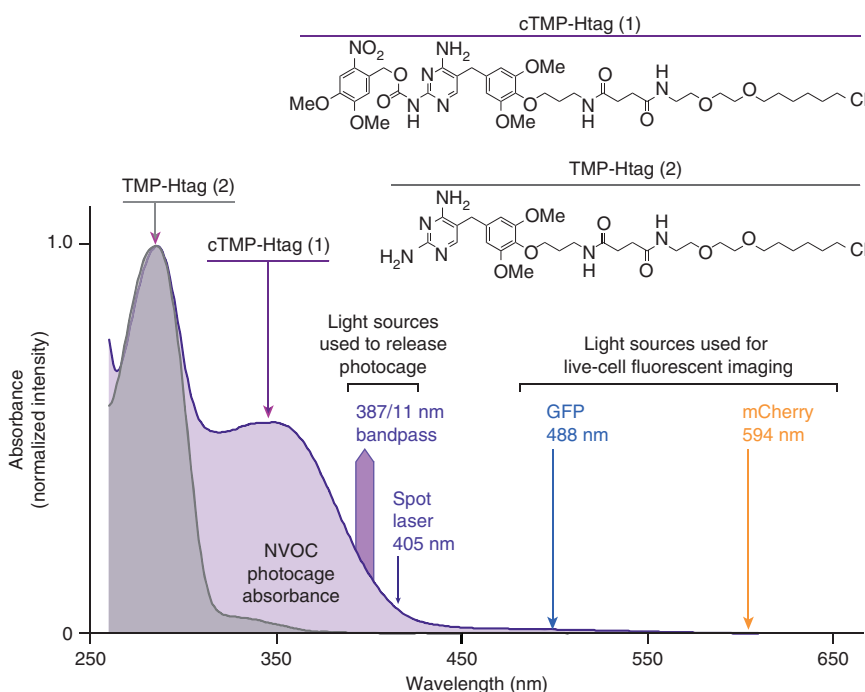 cTMP-Htag (1)
NO2
NH2
O
N
OMe
O
H
N
MeO
O
N
H
N
O
N
H
O
O
Cl
OMe
OMe
O
TMP-Htag (2)
NH2
N
OMe
O
H
N
H2N
N
O
N
H
O
O
Cl
OMe
O
TMP-Htag (2)
cTMP-Htag (1)
Light sources
used to release
photocage
Light sources used for
live-cell fluorescent imaging
387/11 nm
bandpass
GFP
488 nm
mCherry
594 nm
Spot
laser
405 nm
NVOC
photocage
absorbance
Absorbance
(normalized intensity)
1.0
0
250
350
450
550
650
Wavelength (nm)